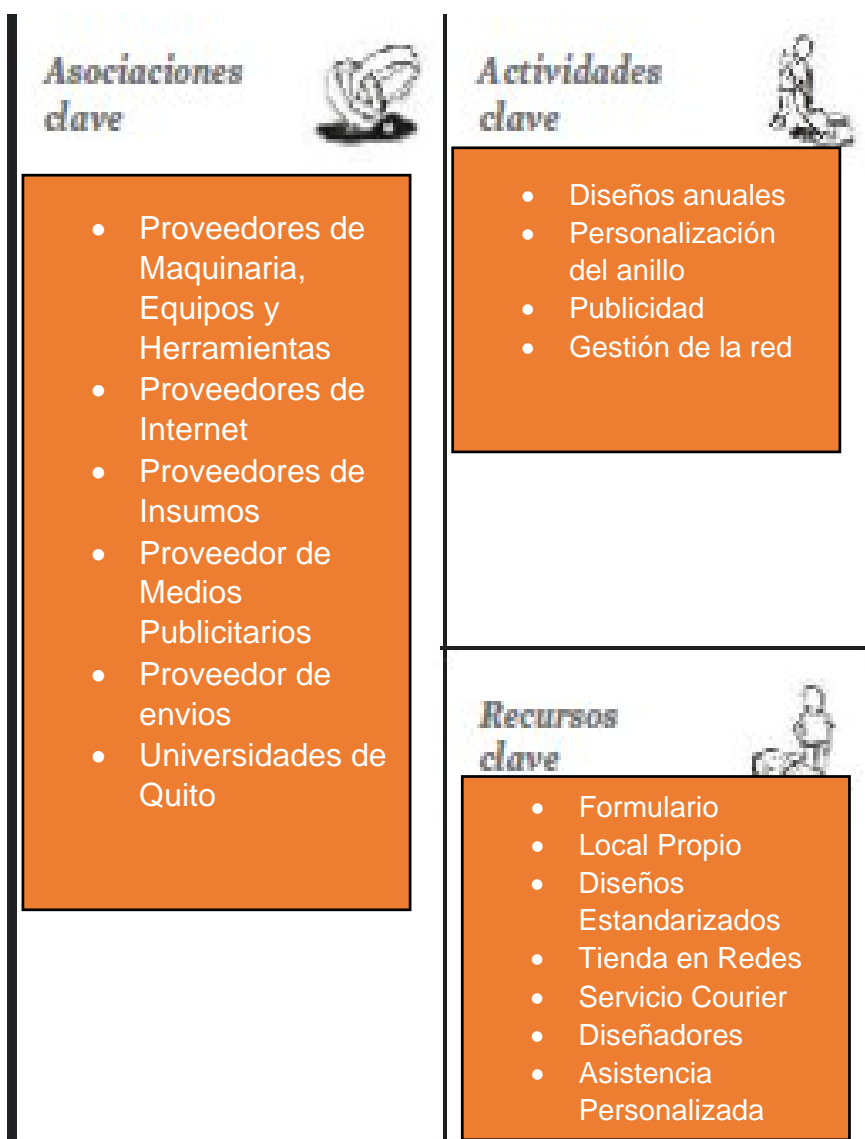 Asociaciones
clave
• Proveedores de
Maquinaria,
Equipos y
Herramientas
• Proveedores de
Internet
• Proveedores de
Insumos
• Proveedor de
Medios
Publicitarios
• Proveedor de
envios
• Universidades de
Quito
Actividades
clave
• Diseños anuales
• Personalización
del anillo
• Publicidad
• Gestión de la red
Recursos
clave
• Formulario
• Local Propio
• Diseños
Estandarizados
• Tienda en Redes
• Servicio Courier
• Diseñadores
• Asistencia
Personalizada